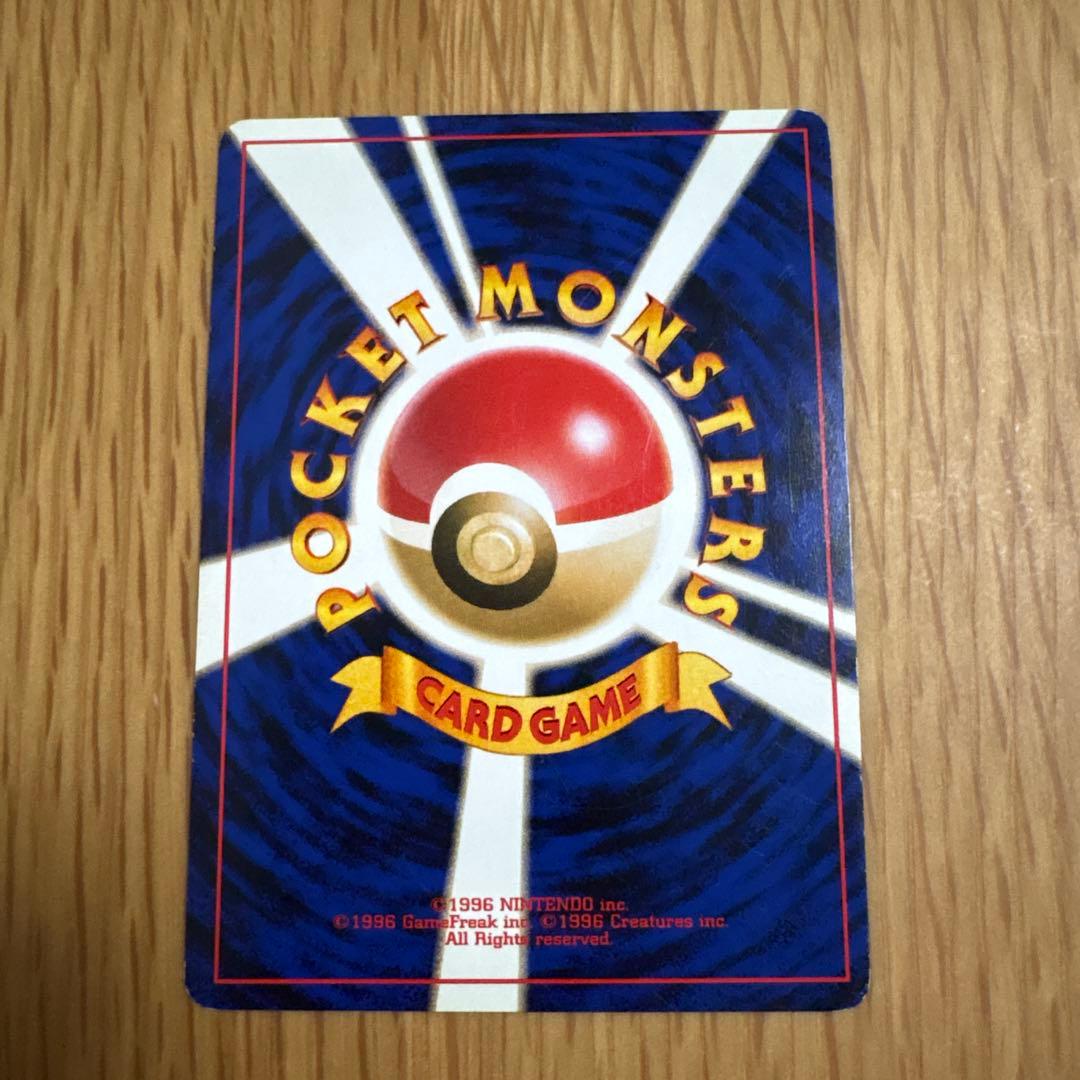 POCKET MONSTERS
CARD GAME
©1996 NINTENDO inc.
©1996 GameFreak inc. ©1996 Creatures inc.
All Rights reserved.